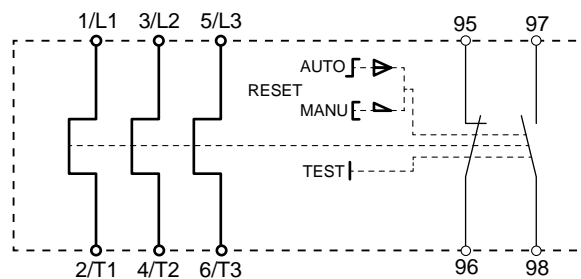 1/L1 3/L2 5/L3 95 97
AUTO
RESET
MANU
TEST
2/T1 4/T2 6/T3 96 98